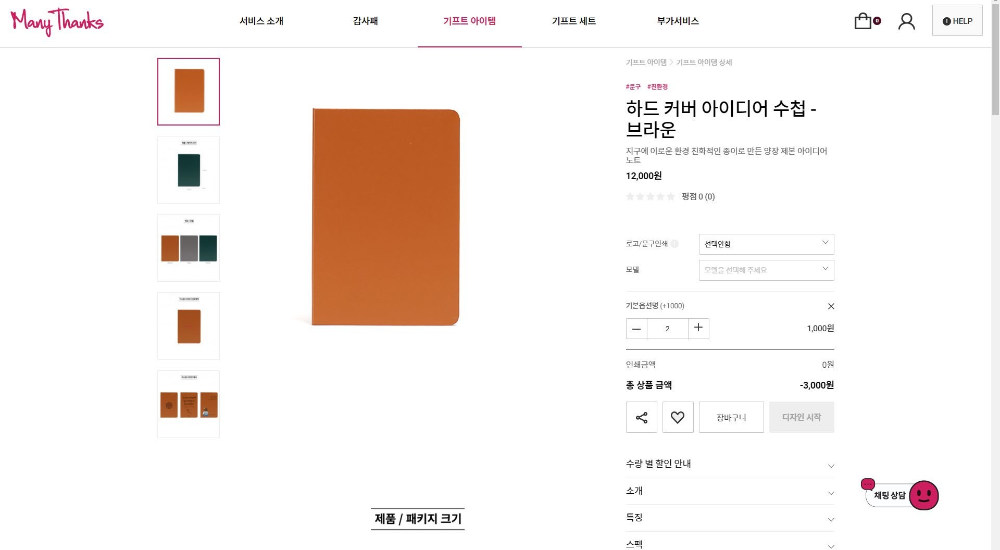 Many Thanks
서비스 소개
감사패
기프트 아이템
기프트 세트
부가서비스
0
HELP
기프트 아이템 > 기프트 아이템 상세
#문구 #친환경
하드 커버 아이디어 수첩 -
브라운
지구에 이로운 환경 친화적인 종이로 만든 양장 제본 아이디어
노트
12,000원
평점 0 (0)
로고/문구인쇄
선택안함
모델
모델을 선택해 주세요
기본옵션명 (+1000)
2
1,000원
인쇄금액
0원
총 상품 금액
-3,000원
장바구니
디자인 시작
수량 별 할인 안내
소개
특징
스펙
채팅 상담
제품 / 패키지 크기